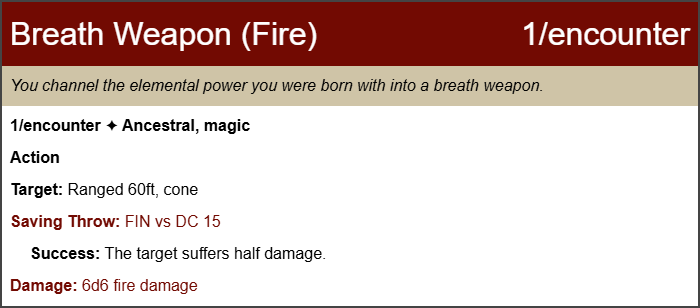 Breath Weapon (Fire) 1/encounter
You channel the elemental power you were born with into a breath weapon.
1/encounter ✦ Ancestral, magic
Action
Target: Ranged 60ft, cone
Saving Throw: FIN vs DC 15
Success: The target suffers half damage.
Damage: 6d6 fire damage